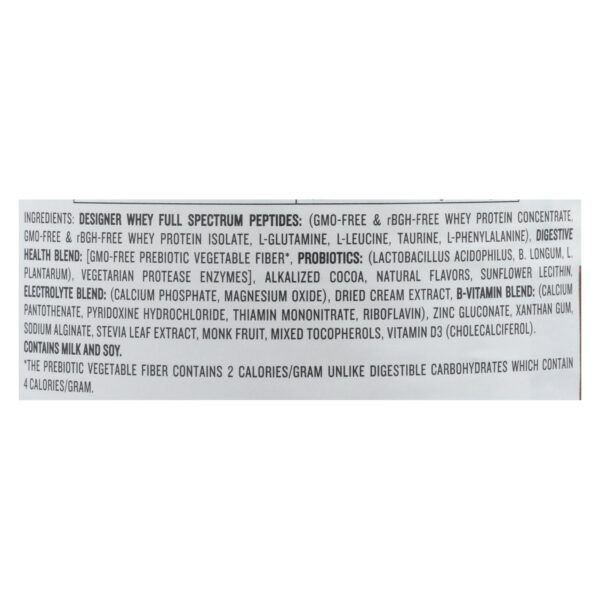 INGREDIENTS: DESIGNER WHEY FULL SPECTRUM PEPTIDES: (GMO-FREE & rBGH-FREE WHEY PROTEIN CONCENTRATE,
GMO-FREE & rBGH-FREE WHEY PROTEIN ISOLATE, L-GLUTAMINE, L-LEUCINE, TAURINE, L-PHENYLALANINE), DIGESTIVE
HEALTH BLEND: [GMO-FREE PREBIOTIC VEGETABLE FIBER*, PROBIOTICS: (LACTOBACILLUS ACIDOPHILUS, B. LONGUM, L.
PLANTARUM), VEGETARIAN PROTEASE ENZYMES], ALKALIZED COCOA, NATURAL FLAVORS, SUNFLOWER LECITHIN,
ELECTROLYTE BLEND: (CALCIUM PHOSPHATE, MAGNESIUM OXIDE), DRIED CREAM EXTRACT, B-VITAMIN BLEND: (CALCIUM
PANTOTHENATE, PYRIDOXINE HYDROCHLORIDE, THIAMIN MONONITRATE, RIBOFLAVIN), ZINC GLUCONATE, XANTHAN GUM,
SODIUM ALGINATE, STEVIA LEAF EXTRACT, MONK FRUIT, MIXED TOCOPHEROLS, VITAMIN D3 (CHOLECALCIFEROL).
CONTAINS MILK AND SOY.
*THE PREBIOTIC VEGETABLE FIBER CONTAINS 2 CALORIES/GRAM UNLIKE DIGESTIBLE CARBOHYDRATES WHICH CONTAIN
4 CALORIES/GRAM.